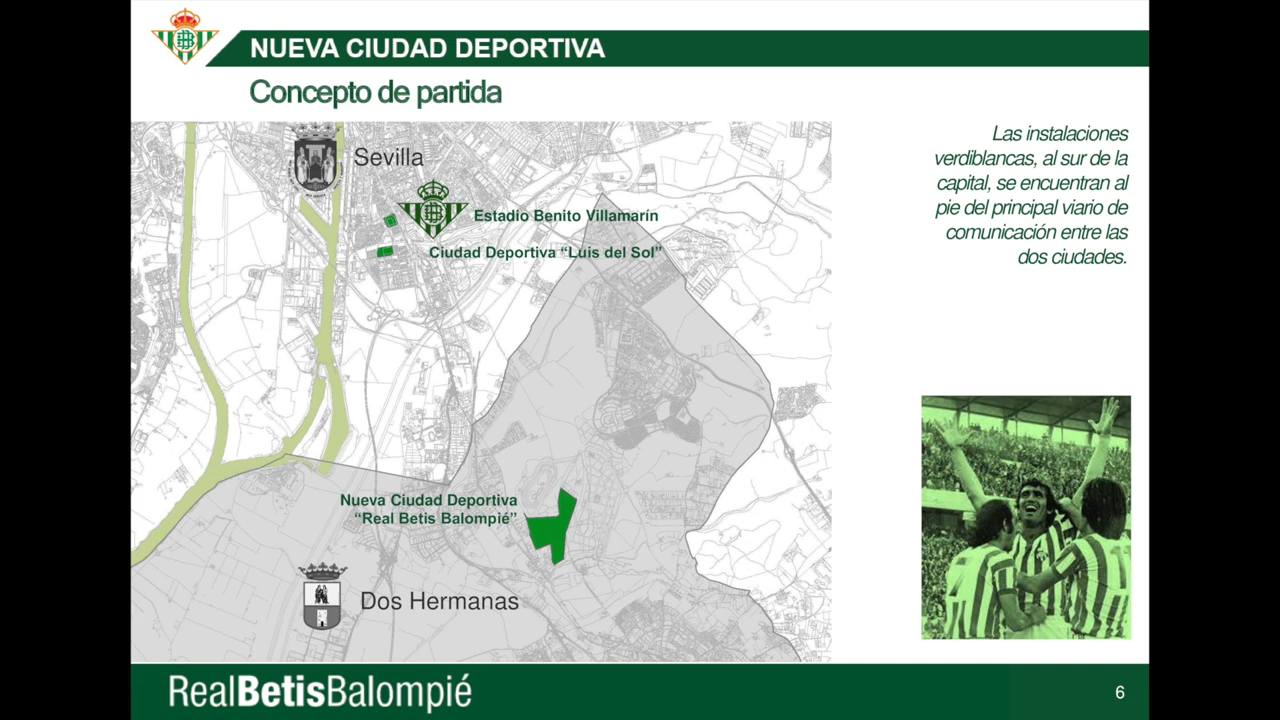 NUEVA CIUDAD DEPORTIVA
Concepto de partida
Sevilla
Estadio Benito Villamarín
Ciudad Deportiva “Luis del Sol”
Nueva Ciudad Deportiva
“Real Betis Balompié”
Dos Hermanas
Las instalaciones
verdiblancas, al sur de la
capital, se encuentran al
pie del principal viario de
comunicación entre las
dos ciudades.
RealBetisBalompié
6